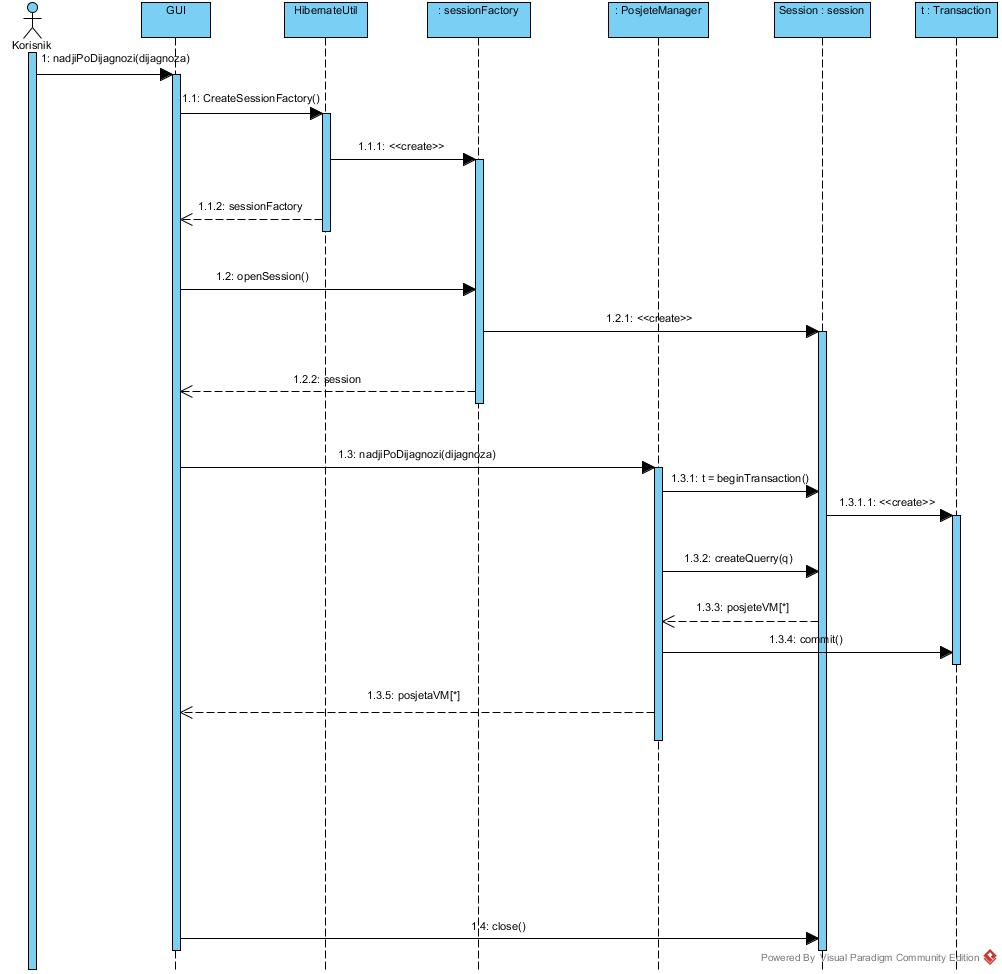 GUI
HibernateUtil
: sessionFactory
: PosjeteManager
Session : session
t : Transaction
Korisnik
1: nadjiPoDijagnozi(dijagnoza)
1.1: CreateSessionFactory()
1.1.1: <<create>>
1.1.2: sessionFactory
1.2: openSession()
1.2.1: <<create>>
1.2.2: session
1.3: nadjiPoDijagnozi(dijagnoza)
1.3.1: t = beginTransaction()
1.3.1.1: <<create>>
1.3.2: createQuerry(q)
1.3.3: posjeteVM[*]
1.3.4: commit()
1.3.5: posjetaVM[*]
1.4: close()
Powered By Visual Paradigm Community Edition